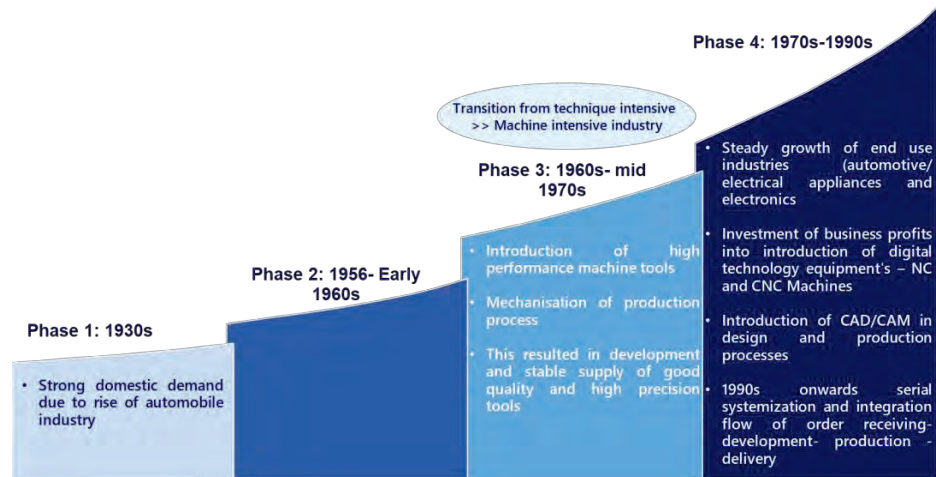 Phase 1: 1930s
• Strong domestic demand
due to rise of automobile
industry
Phase 2: 1956- Early
1960s
Transition from technique intensive
>> Machine intensive industry
Phase 3: 1960s- mid
1970s
• Introduction of high
performance machine tools
• Mechanisation of production
process
• This resulted in development
and stable supply of good
quality and high precision
tools
Phase 4: 1970s-1990s
• Steady growth of end use
industries (automotive/
electrical appliances and
electronics
• Investment of business profits
into introduction of digital
technology equipment's – NC
and CNC Machines
• Introduction of CAD/CAM in
design and production
processes
• 1990s onwards serial
systemization and integration
flow of order receiving-
development- production -
delivery